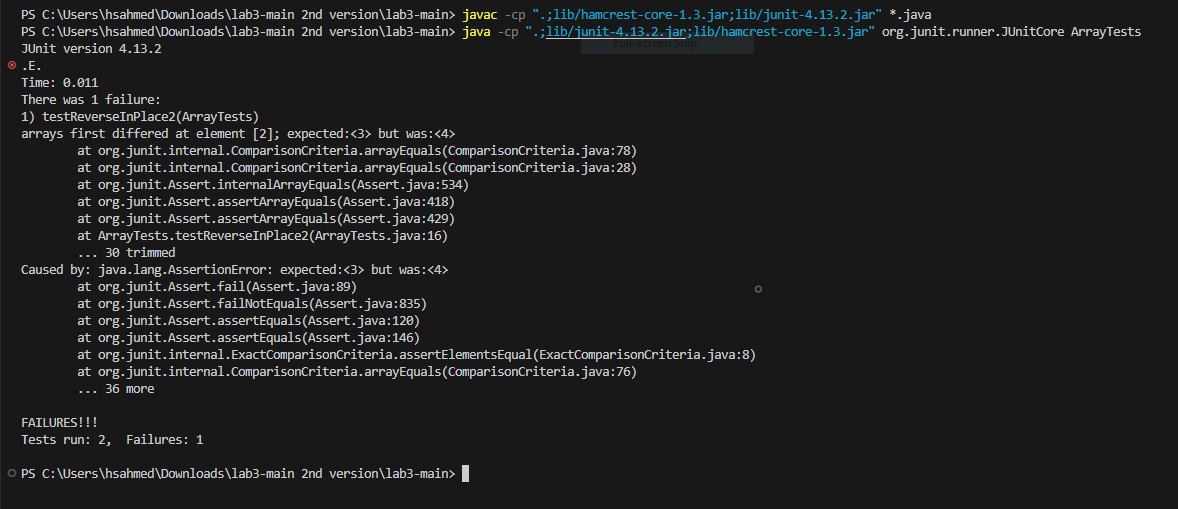 PS C:\Users\hsahmed\Downloads\lab3-main 2nd version\lab3-main> javac -cp ".;lib/hamcrest-core-1.3.jar;lib/junit-4.13.2.jar" *.java
PS C:\Users\hsahmed\Downloads\lab3-main 2nd version\lab3-main> java -cp ".;lib/junit-4.13.2.jar;lib/hamcrest-core-1.3.jar" org.junit.runner.JUnitCore ArrayTests
Full-screen Snip
JUnit version 4.13.2
.E.
Time: 0.011
There was 1 failure:
1) testReverseInPlace2(ArrayTests)
arrays first differed at element [2]; expected:<3> but was:<4>
        at org.junit.internal.ComparisonCriteria.arrayEquals(ComparisonCriteria.java:78)
        at org.junit.internal.ComparisonCriteria.arrayEquals(ComparisonCriteria.java:28)
        at org.junit.Assert.internalArrayEquals(Assert.java:534)
        at org.junit.Assert.assertArrayEquals(Assert.java:418)
        at org.junit.Assert.assertArrayEquals(Assert.java:429)
        at ArrayTests.testReverseInPlace2(ArrayTests.java:16)
        ... 30 trimmed
Caused by: java.lang.AssertionError: expected:<3> but was:<4>
        at org.junit.Assert.fail(Assert.java:89)
        at org.junit.Assert.failNotEquals(Assert.java:835)
        at org.junit.Assert.assertEquals(Assert.java:120)
        at org.junit.Assert.assertEquals(Assert.java:146)
        at org.junit.internal.ExactComparisonCriteria.assertElementsEqual(ExactComparisonCriteria.java:8)
        at org.junit.internal.ComparisonCriteria.arrayEquals(ComparisonCriteria.java:76)
        ... 36 more
FAILURES!!!
Tests run: 2,  Failures: 1
PS C:\Users\hsahmed\Downloads\lab3-main 2nd version\lab3-main>